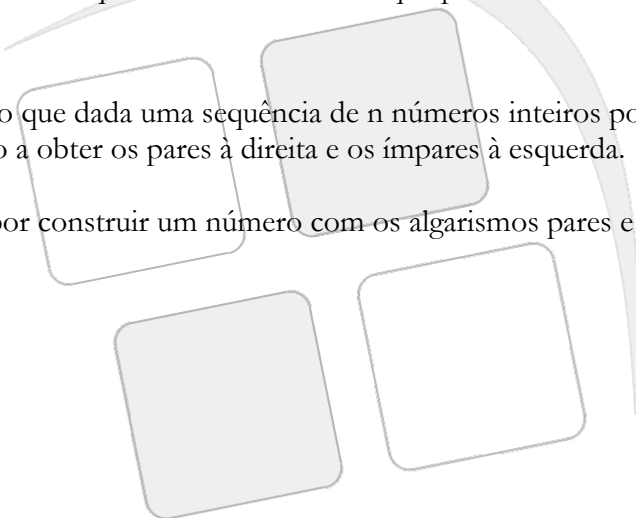 o que dada uma sequência de n números inteiros po
o a obter os pares à direita e os ímpares à esquerda.
por construir um número com os algarismos pares e